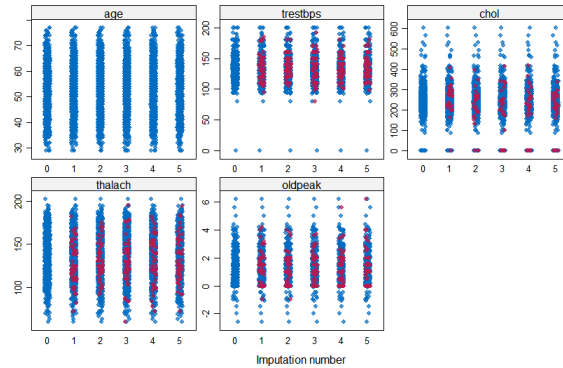 age
trestbps
chol
30 40 50 60 70
0 50 100 150 200
0 100 200 300 400 500 600
0 1 2 3 4 5
0 1 2 3 4 5
0 1 2 3 4 5
thalach
oldpeak
100 150 200
-2 0 2 4 6
0 1 2 3 4 5
0 1 2 3 4 5
Imputation number